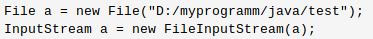 File a = new File("D:/myprogramm/java/test");
InputStream a = new FileInputStream(a);